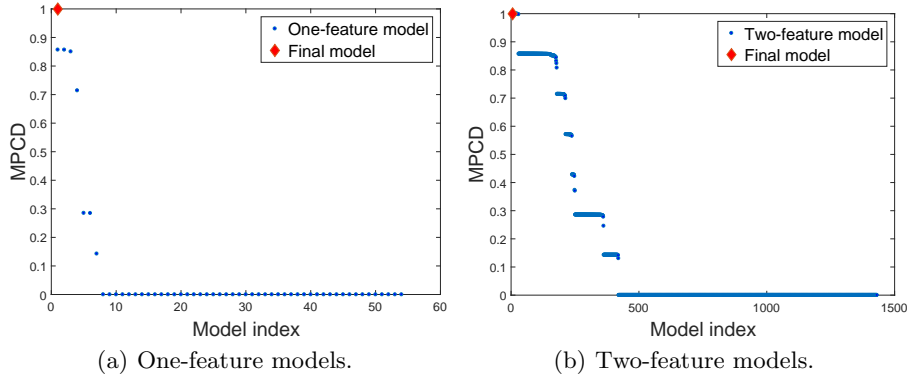 1
0.9
0.8
0.7
0.6
0.5
0.4
0.3
0.2
0.1
0
MPCD
One-feature model
Final model
0 10 20 30 40 50 60
Model index
(a) One-feature models.
1
0.9
0.8
0.7
0.6
0.5
0.4
0.3
0.2
0.1
0
MPCD
Two-feature model
Final model
0 500 1000 1500
Model index
(b) Two-feature models.